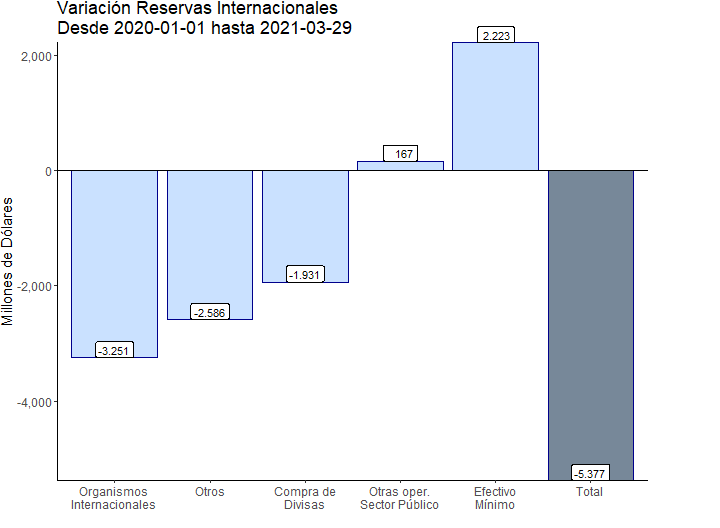 Variación Reservas Internacionales
Desde 2020-01-01 hasta 2021-03-29
Millones de Dólares
2,000
0
-2,000
-4,000
-3.251
-2.586
-1.931
167
2.223
-5.377
Organismos
Internacionales
Otros
Compra de
Divisas
Otras oper.
Sector Público
Efectivo
Mínimo
Total